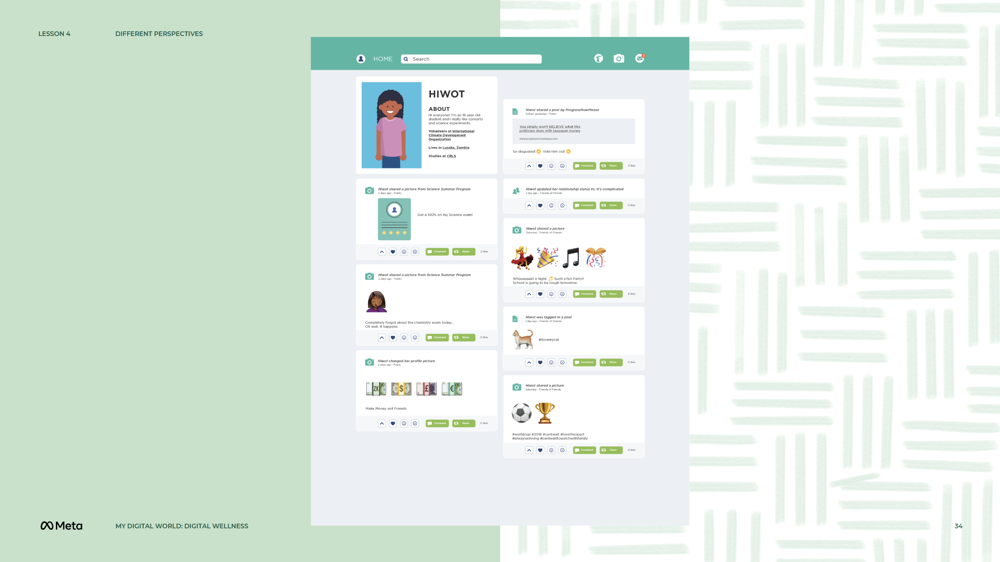 LESSON 4
DIFFERENT PERSPECTIVES
HOME
Search
1
HIWOT
ABOUT
Hi everyone!! I'm an 18 year old
student and I really like concerts
and science experiments.
Volunteers at International
Climate Development
Organization
Lives in Lusaka, Zambia
Studies at CRLS
Hiwot shared a picture from Science Summer Program
2 days ago - Public
Got a 100% on my Science exam!
Comment
Share
2 likes
Hiwot shared a picture from Science Summer Program
2 days ago - Public
Completely forgot about the chemistry exam today...
Oh well. It happens.
Comment
Share
0 likes
Hiwot changed her profile picture
2 days ago - Public
ZK
$
£
€
Make Money not Friends
Comment
Share
0 likes
Hiwot shared a post by ProgressNowPlease
1:43am yesterday - Public
You simply won't BELIEVE what this
politician does with taxpayer money
www.progressnowplease.com
So disgusted! Vote him out!
Comment
Share
3 likes
Hiwot updated her relationship status to: it's complicated
1 day ago - Friends of Friends
Comment
Share
0 likes
Hiwot shared a picture
Saturday - Friends of Friends
Whaaaaaaat a night. Such a fun Party!!
School is going to be rough tomorrow.
Comment
Share
8 likes
Hiwot was tagged in a post
1 day ago - Friends of Friends
#ilovemycat
Comment
Share
0 likes
Hiwot shared a picture
Saturday - Friends of Friends
#worldcup #2018 #cantwait #lovethissport
#alwayswinning #cantwaittowatchwithfamily
Comment
Share
4 likes
Meta
MY DIGITAL WORLD: DIGITAL WELLNESS
34